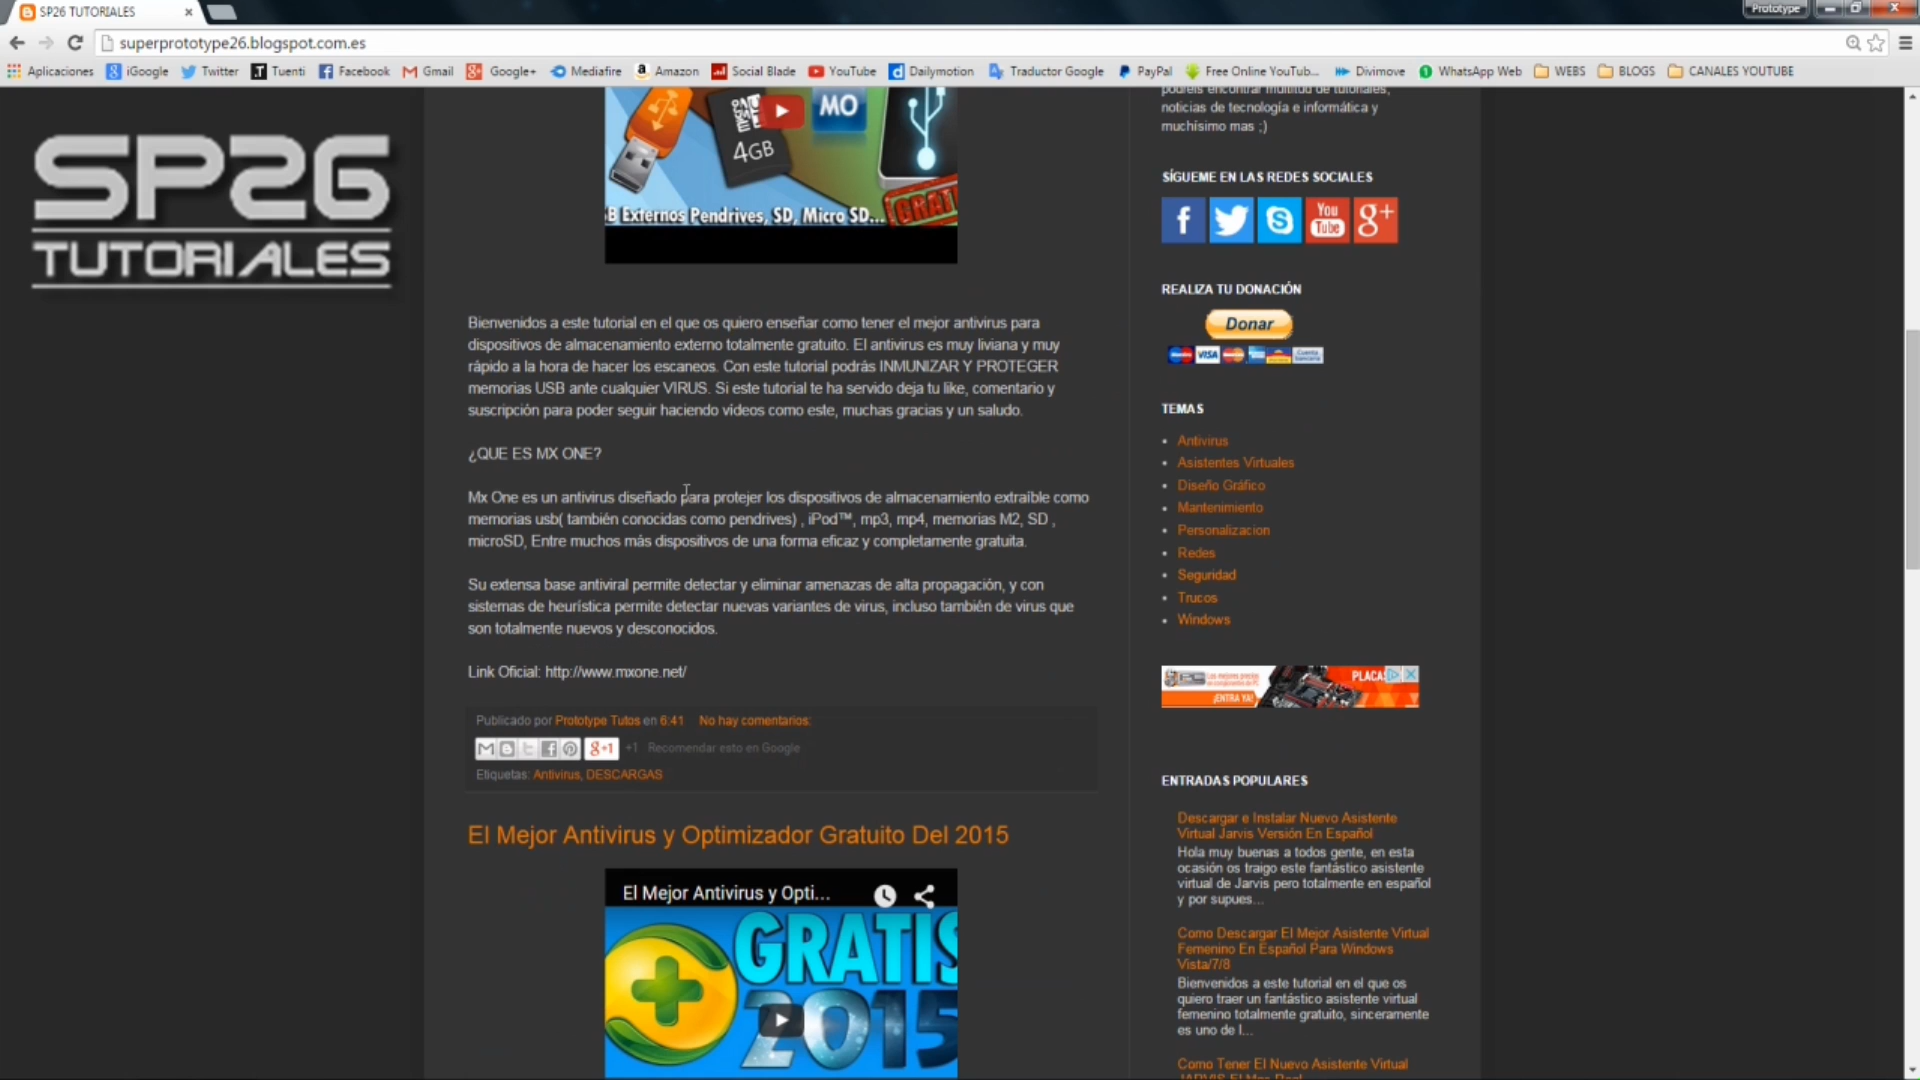 SP26 TUTORIALES
Prototype
superprototype26.blogspot.com.es
Aplicaciones iGoogle Twitter Tuenti Facebook Gmail Google+ Mediafire Amazon Social Blade YouTube Dailymotion Traductor Google PayPal Free Online YouTub... Divimove WhatsApp Web WEBS BLOGS CANALES YOUTUBE
SP26
TUTORIALES
MO
4GB
B Externos Pendrives, SD, Micro SD...
Bienvenidos a este tutorial en el que os quiero enseñar como tener el mejor antivirus para
dispositivos de almacenamiento externo totalmente gratuito. El antivirus es muy liviana y muy
rápido a la hora de hacer los escaneos. Con este tutorial podrás INMUNIZAR Y PROTEGER
memorias USB ante cualquier VIRUS. Si este tutorial te ha servido deja tu like, comentario y
suscripción para poder seguir haciendo vídeos como este, muchas gracias y un saludo.
¿QUE ES MX ONE?
Mx One es un antivirus diseñado para protejer los dispositivos de almacenamiento extraíble como
memorias usb( también conocidas como pendrives) , iPod™, mp3, mp4, memorias M2, SD ,
microSD, Entre muchos más dispositivos de una forma eficaz y completamente gratuita.
Su extensa base antiviral permite detectar y eliminar amenazas de alta propagación, y con
sistemas de heurística permite detectar nuevas variantes de virus, incluso también de virus que
son totalmente nuevos y desconocidos.
Link Oficial: http://www.mxone.net/
Publicado por Prototype Tutos en 6:41 No hay comentarios:
g+1 +1 Recomendar esto en Google
Etiquetas: Antivirus, DESCARGAS
El Mejor Antivirus y Optimizador Gratuito Del 2015
El Mejor Antivirus y Opti...
GRATIS
2015
podréis encontrar multitud de tutoriales,
noticias de tecnología e informática y
muchísimo mas ;)
SÍGUEME EN LAS REDES SOCIALES
You
Tube
g+
REALIZA TU DONACIÓN
Donar
VISA
TEMAS
Antivirus
Asistentes Virtuales
Diseño Gráfico
Mantenimiento
Personalizacion
Redes
Seguridad
Trucos
Windows
Los mejores precios
en componentes de PC
¡ENTRA YA!
PLACAS
ENTRADAS POPULARES
Descargar e Instalar Nuevo Asistente
Virtual Jarvis Versión En Español
Hola muy buenas a todos gente, en esta
ocasión os traigo este fantástico asistente
virtual de Jarvis pero totalmente en español
y por supues...
Como Descargar El Mejor Asistente Virtual
Femenino En Español Para Windows
Vista/7/8
Bienvenidos a este tutorial en el que os
quiero traer un fantástico asistente virtual
femenino totalmente gratuito, sinceramente
es uno de l...
Como Tener El Nuevo Asistente Virtual